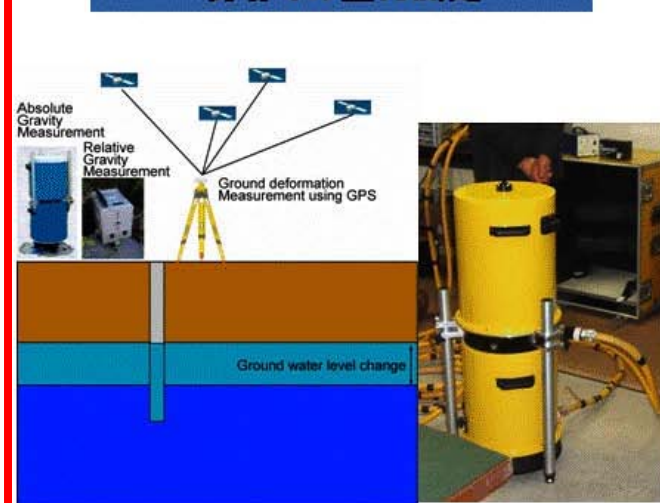 Absolute
Gravity
Measurement
Relative
Gravity
Measurement
Ground deformation
Measurement using GPS
Ground water level change